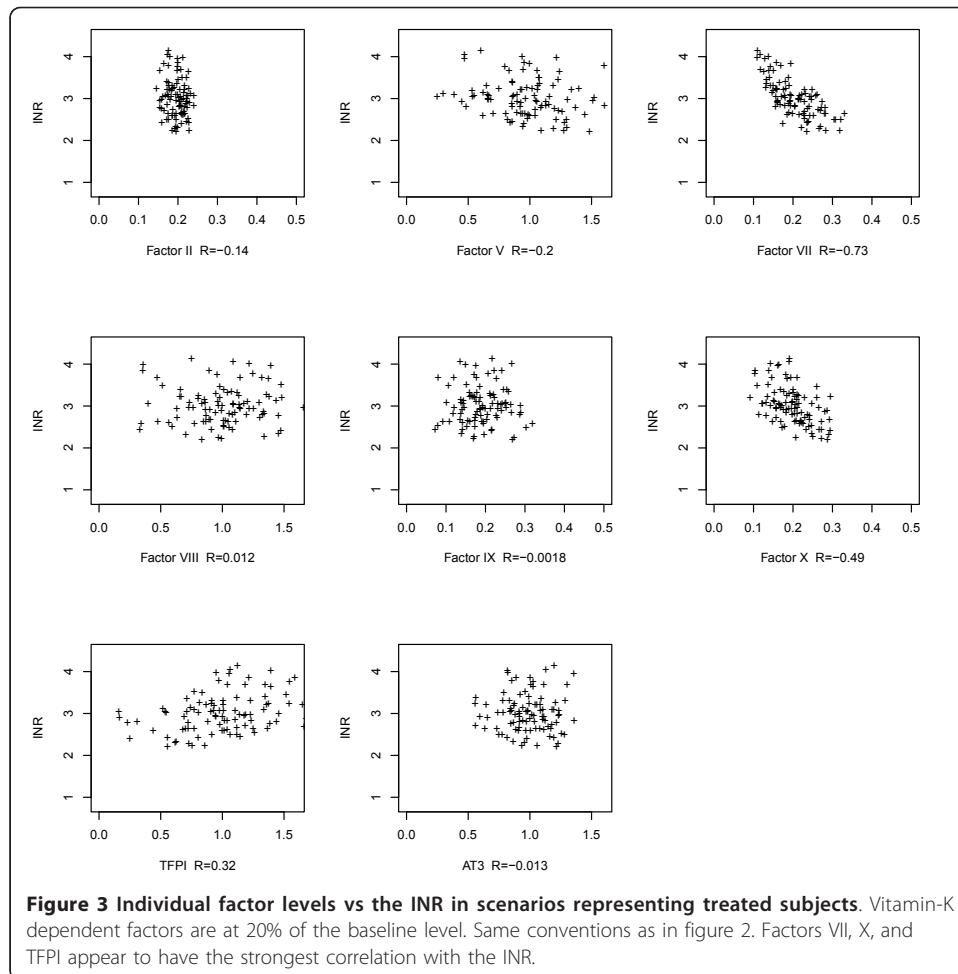 INR
4
3
2
1
0.0 0.1 0.2 0.3 0.4 0.5
Factor II R=−0.14
INR
4
3
2
1
0.0 0.5 1.0 1.5
Factor V R=−0.2
INR
4
3
2
1
0.0 0.1 0.2 0.3 0.4 0.5
Factor VII R=−0.73
INR
4
3
2
1
0.0 0.5 1.0 1.5
Factor VIII R=0.012
INR
4
3
2
1
0.0 0.1 0.2 0.3 0.4 0.5
Factor IX R=−0.0018
INR
4
3
2
1
0.0 0.1 0.2 0.3 0.4 0.5
Factor X R=−0.49
INR
4
3
2
1
0.0 0.5 1.0 1.5
TFPI R=0.32
INR
4
3
2
1
0.0 0.5 1.0 1.5
AT3 R=−0.013
Figure 3 Individual factor levels vs the INR in scenarios representing treated subjects. Vitamin-K
dependent factors are at 20% of the baseline level. Same conventions as in figure 2. Factors VII, X, and
TFPI appear to have the strongest correlation with the INR.